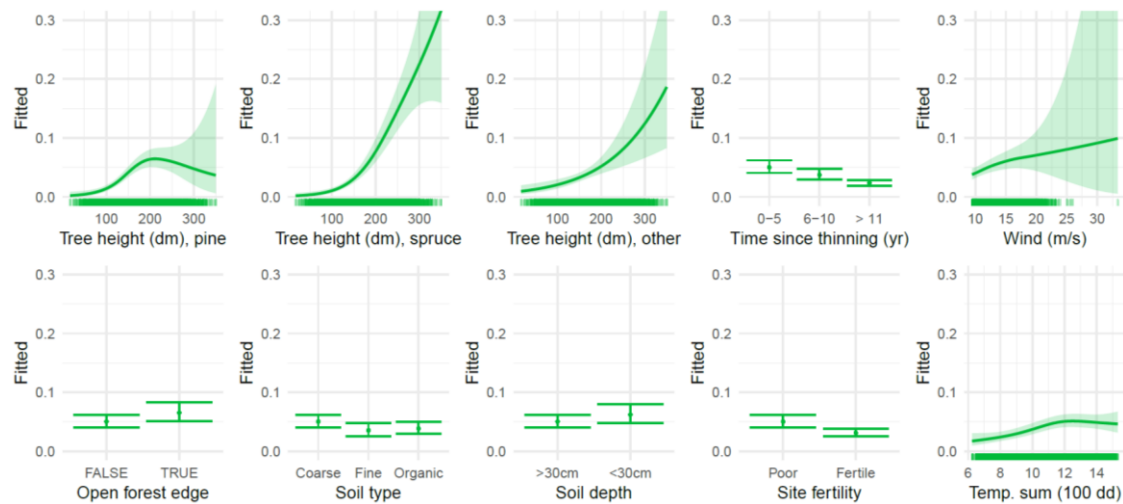 0.3 0.3 0.3 0.3 0.3
0.2 0.2 0.2 0.2 0.2
Fitted Fitted Fitted Fitted Fitted
0.1 0.1 0.1 0.1 0.1
0.0 0.0 0.0 0.0 0.0
100 200 300 100 200 300 100 200 300 0−5 6−10 > 11 10 15 20 25 30
Tree height (dm), pine Tree height (dm), spruce Tree height (dm), other Time since thinning (yr) Wind (m/s)
0.3 0.3 0.3 0.3 0.3
0.2 0.2 0.2 0.2 0.2
Fitted Fitted Fitted Fitted Fitted
0.1 0.1 0.1 0.1 0.1
0.0 0.0 0.0 0.0 0.0
FALSE TRUE Coarse Fine Organic >30cm <30cm Poor Fertile 6 8 10 12 14
Open forest edge Soil type Soil depth Site fertility Temp. sum (100 dd)